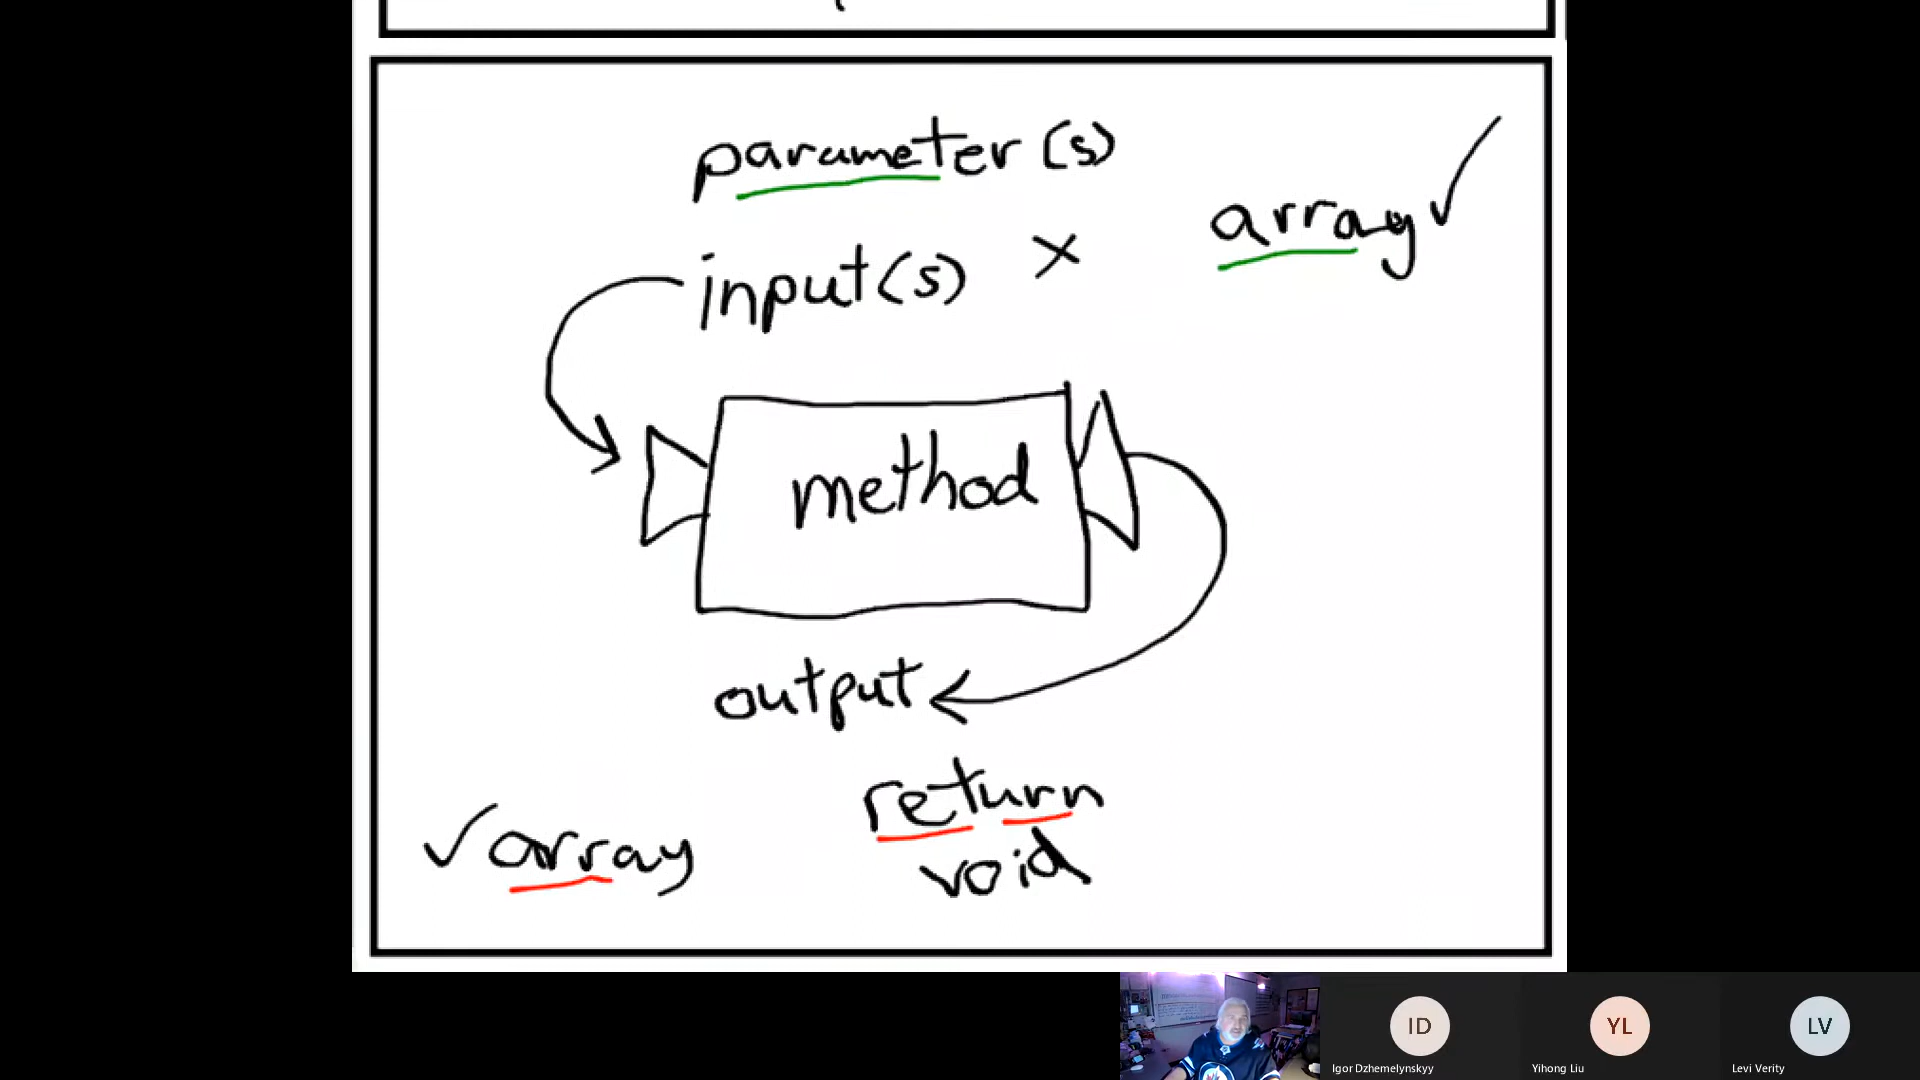 parameter(s)
array✓
input(s) x
method
output
return
✓array
void
ID
YL
LV
Igor Dzhemelynskyy
Yihong Liu
Levi Verity